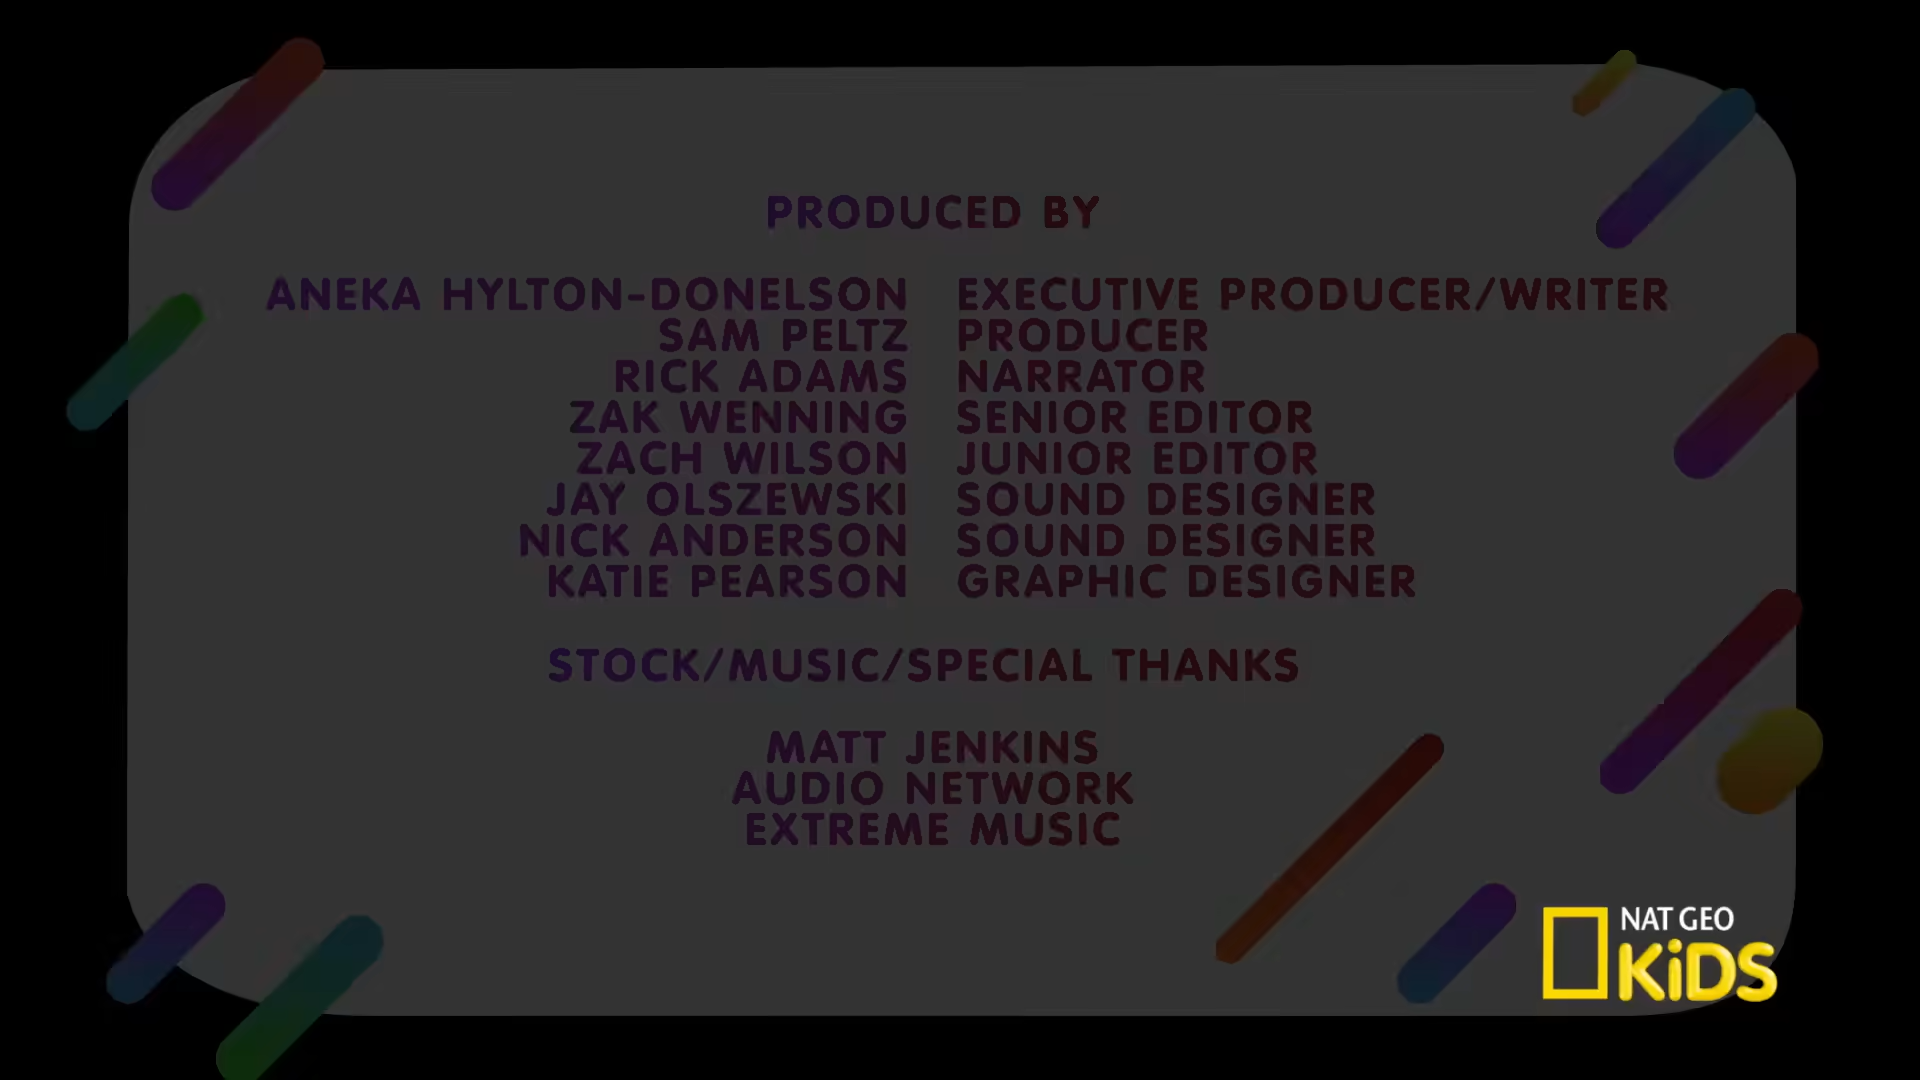 PRODUCED BY
ANEKA HYLTON-DONELSON EXECUTIVE PRODUCER/WRITER
SAM PELTZ PRODUCER
RICK ADAMS NARRATOR
ZAK WENNING SENIOR EDITOR
ZACH WILSON JUNIOR EDITOR
JAY OLSZEWSKI SOUND DESIGNER
NICK ANDERSON SOUND DESIGNER
KATIE PEARSON GRAPHIC DESIGNER
STOCK/MUSIC/SPECIAL THANKS
MATT JENKINS
AUDIO NETWORK
EXTREME MUSIC
NAT GEO
KiDS